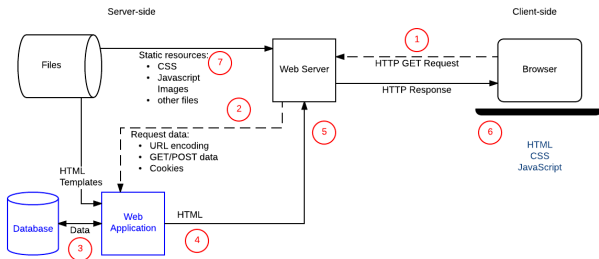 Server-side
Client-side
1
Files
Static resources:
• CSS
• Javascript
Images
• other files
7
Web Server
HTTP GET Request
HTTP Response
Browser
2
Request data:
• URL encoding
• GET/POST data
• Cookies
5
6
HTML
CSS
JavaScript
HTML
Templates
Database
Data
3
Web
Application
HTML
4